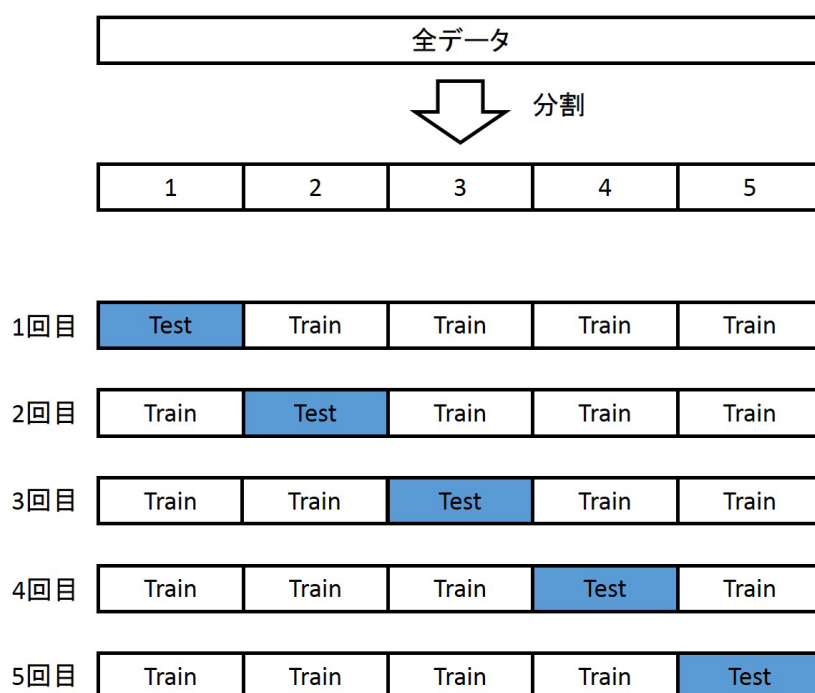 全データ
分割
1 2 3 4 5
1回目 Test Train Train Train Train
2回目 Train Test Train Train Train
3回目 Train Train Test Train Train
4回目 Train Train Train Test Train
5回目 Train Train Train Train Test